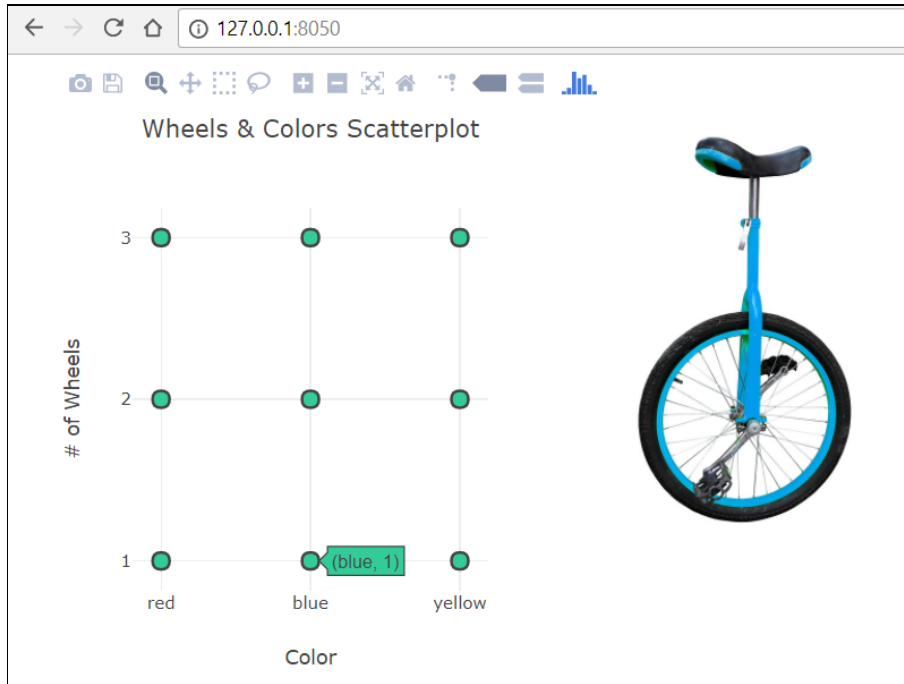 127.0.0.1:8050
Wheels & Colors Scatterplot
3
# of Wheels
2
1
(blue, 1)
red blue yellow
Color